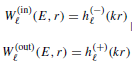 W_ℓ^(in)(E, r) = h_ℓ^(−)(kr)
W_ℓ^(out)(E, r) = h_ℓ^(+)(kr)